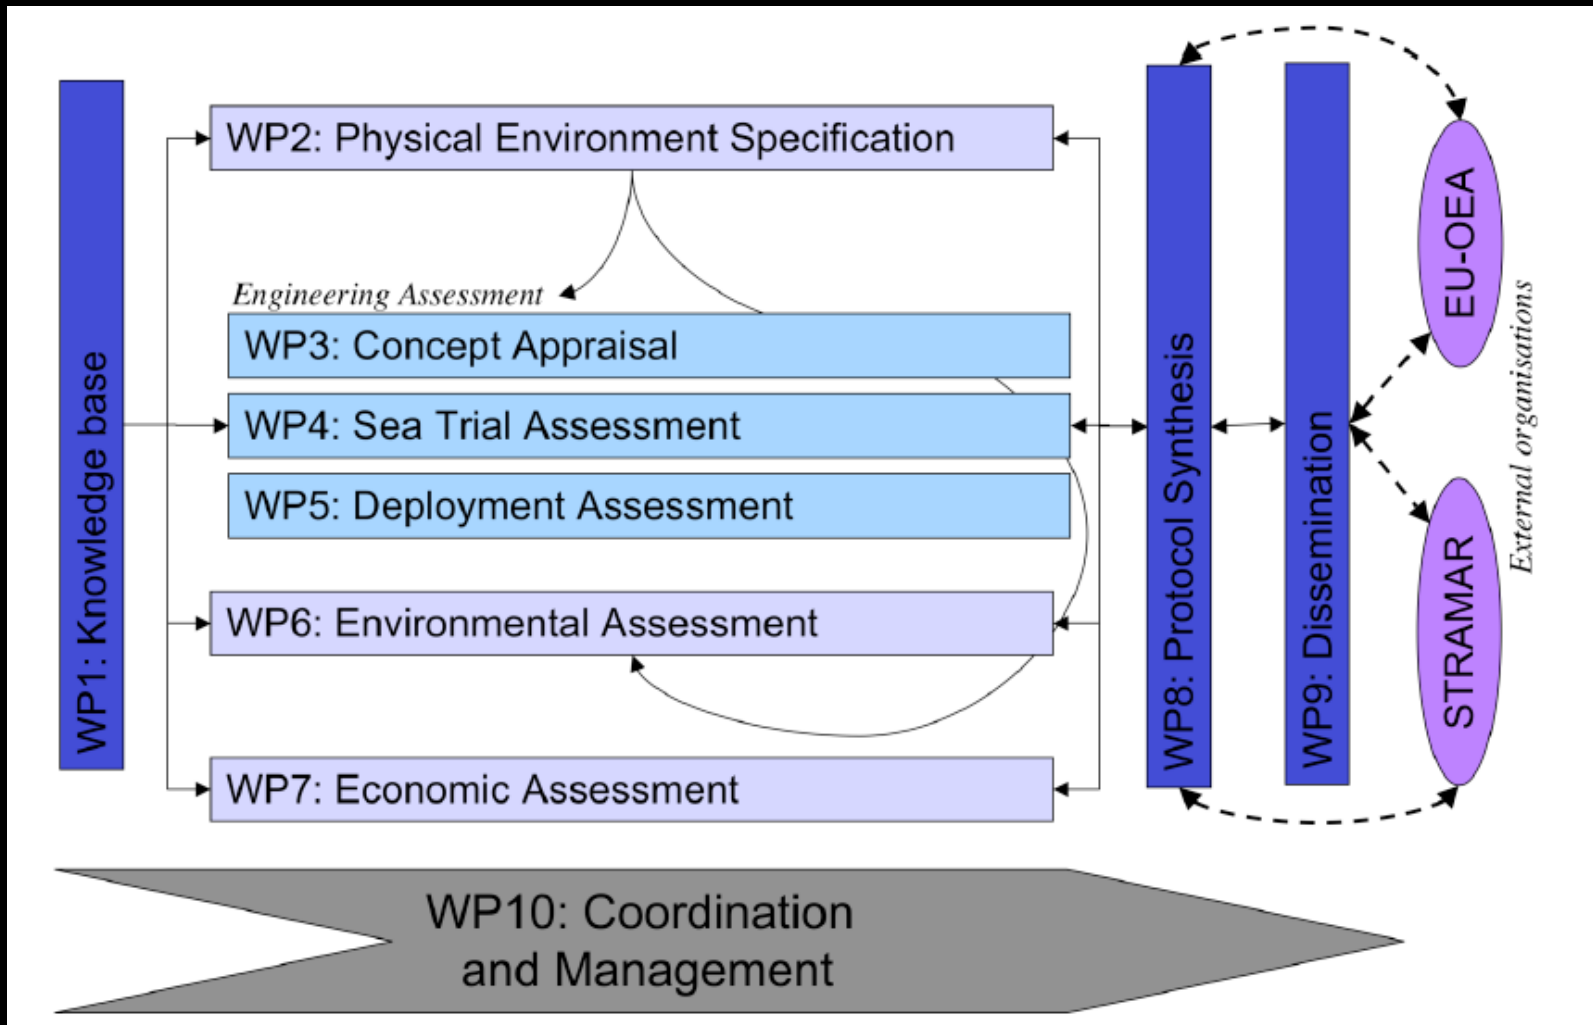 WP1: Knowledge base
WP2: Physical Environment Specification
Engineering Assessment
WP3: Concept Appraisal
WP4: Sea Trial Assessment
WP5: Deployment Assessment
WP6: Environmental Assessment
WP7: Economic Assessment
WP8: Protocol Synthesis
WP9: Dissemination
EU-OEA
STRAMAR
External organisations
WP10: Coordination
and Management